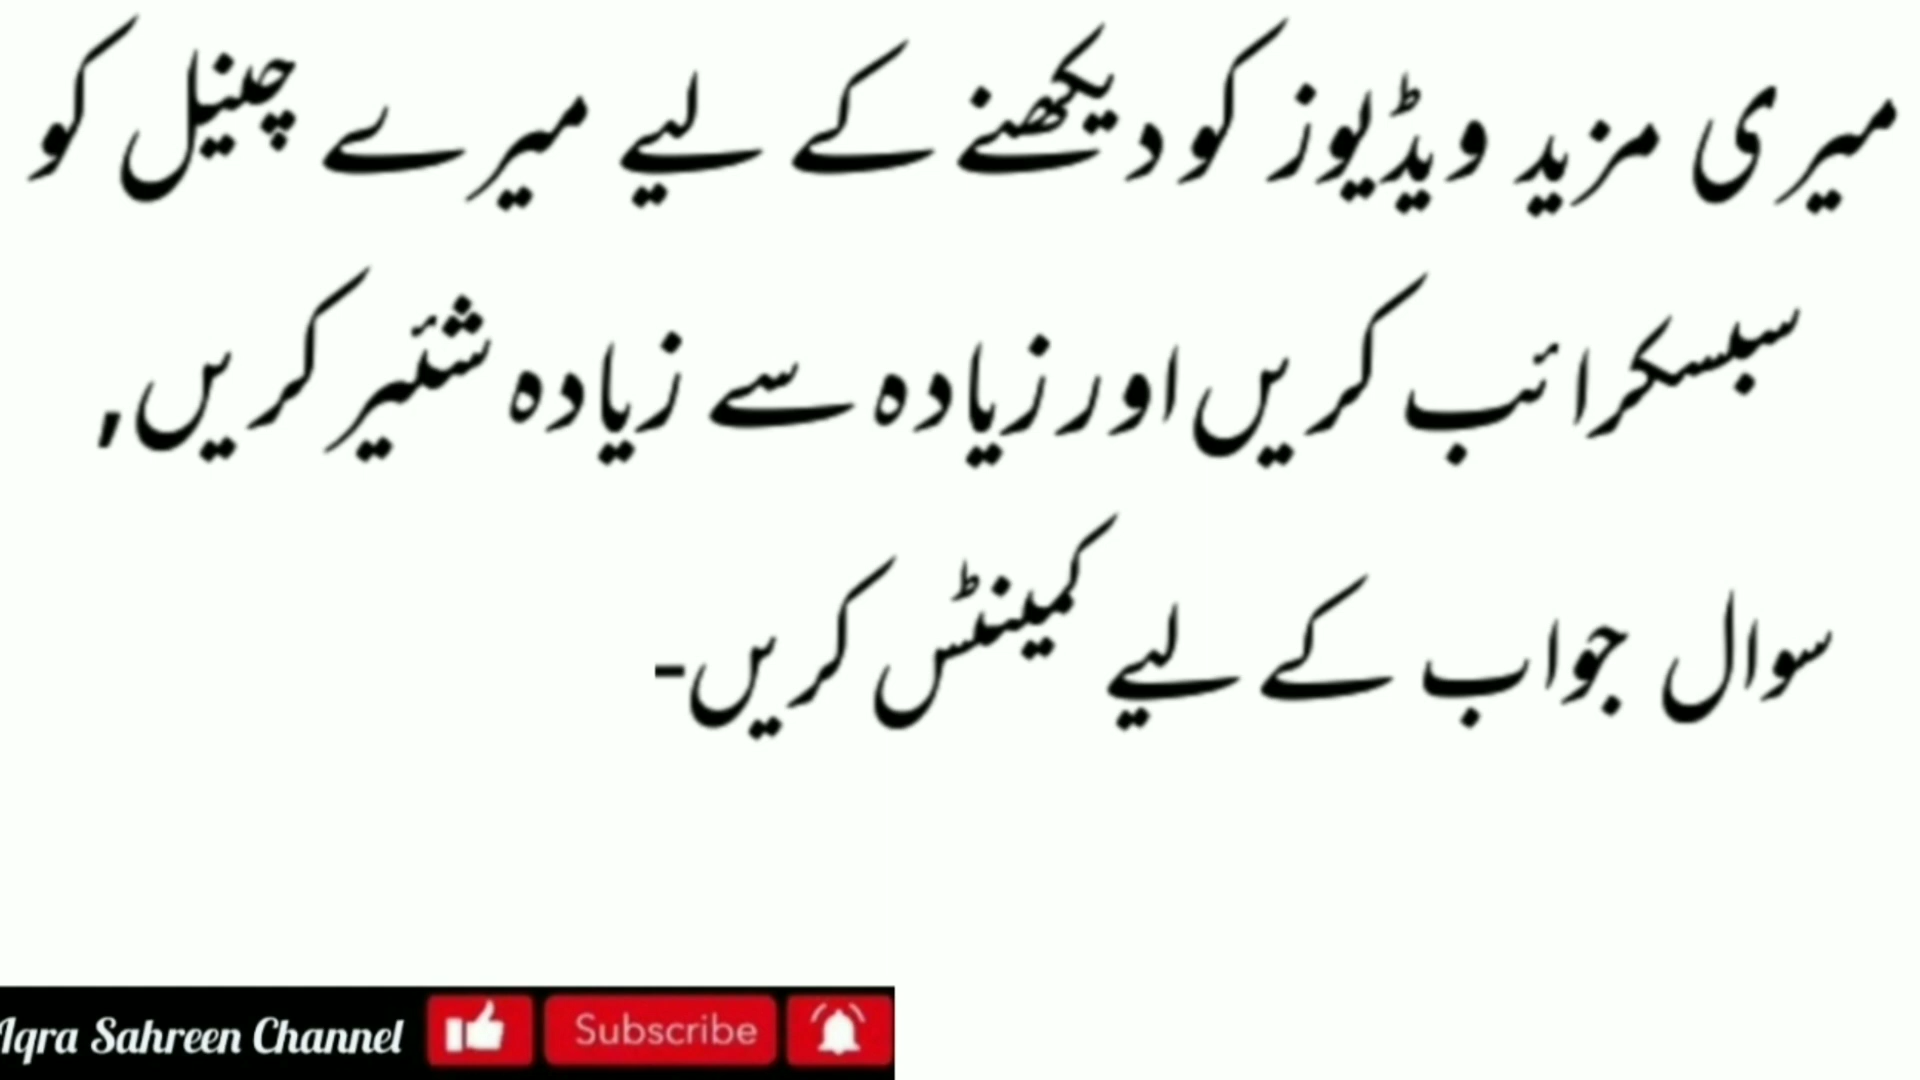 میری مزید ویڈیوز کو دیکھنے کے لیے میرے چینل کو
سبسکرائب کریں اور زیادہ سے زیادہ شئیر کریں,
سوال جواب کے لیے کمینٹس کریں-
Iqra Sahreen Channel Subscribe